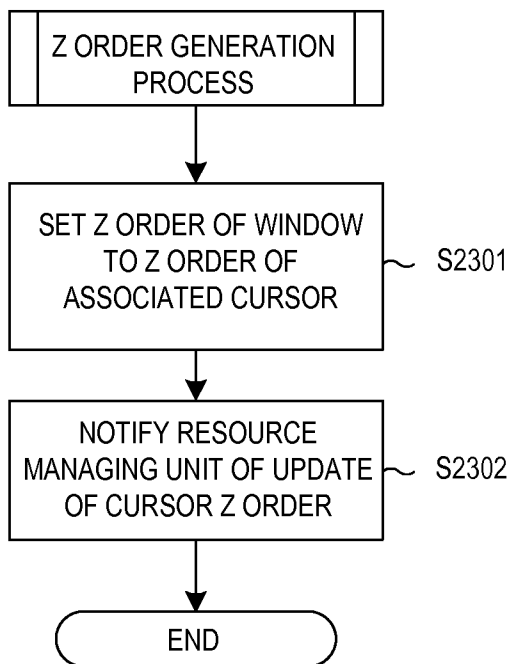 Z ORDER GENERATION
PROCESS
SET Z ORDER OF WINDOW
TO Z ORDER OF
ASSOCIATED CURSOR
S2301
NOTIFY RESOURCE
MANAGING UNIT OF UPDATE
OF CURSOR Z ORDER
S2302
END